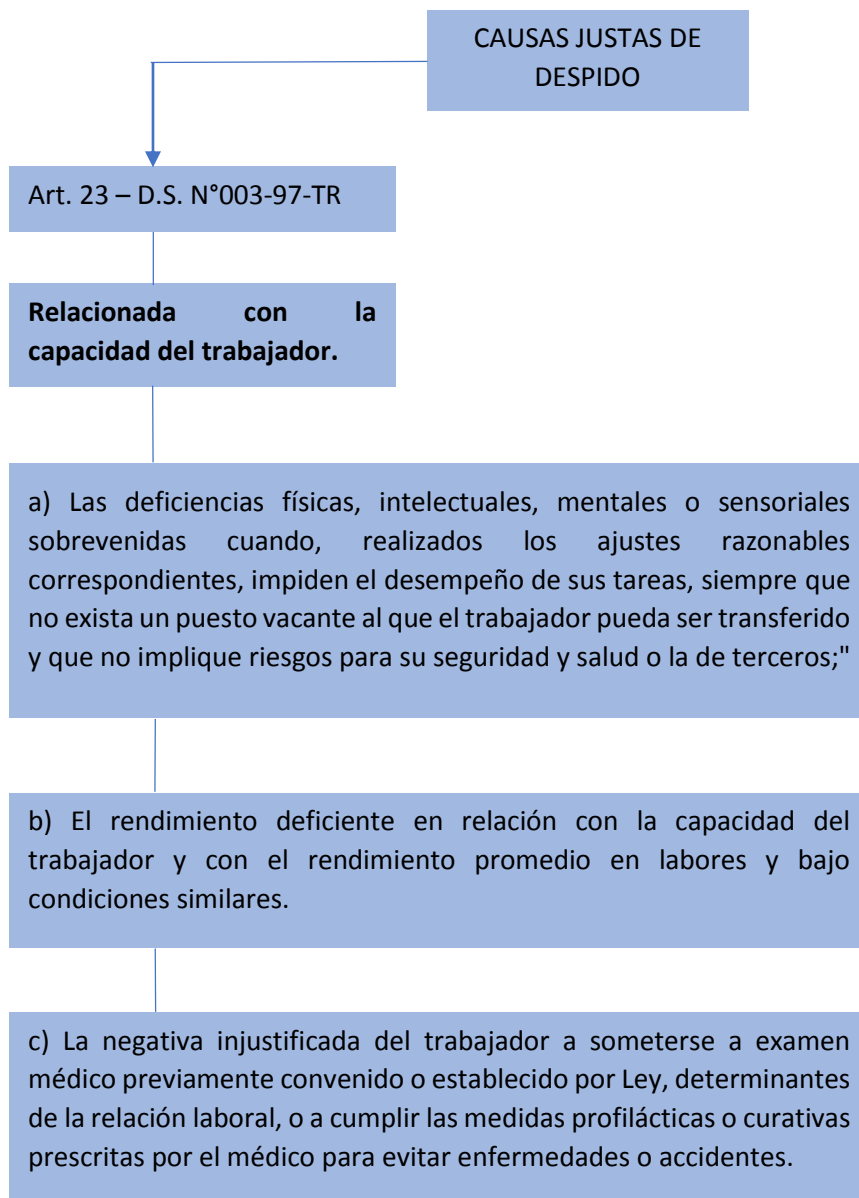 CAUSAS JUSTAS DE
DESPIDO
Art. 23 – D.S. N°003-97-TR
Relacionada con la
capacidad del trabajador.
a) Las deficiencias físicas, intelectuales, mentales o sensoriales
sobrevenidas cuando, realizados los ajustes razonables
correspondientes, impiden el desempeño de sus tareas, siempre que
no exista un puesto vacante al que el trabajador pueda ser transferido
y que no implique riesgos para su seguridad y salud o la de terceros;"
b) El rendimiento deficiente en relación con la capacidad del
trabajador y con el rendimiento promedio en labores y bajo
condiciones similares.
c) La negativa injustificada del trabajador a someterse a examen
médico previamente convenido o establecido por Ley, determinantes
de la relación laboral, o a cumplir las medidas profilácticas o curativas
prescritas por el médico para evitar enfermedades o accidentes.